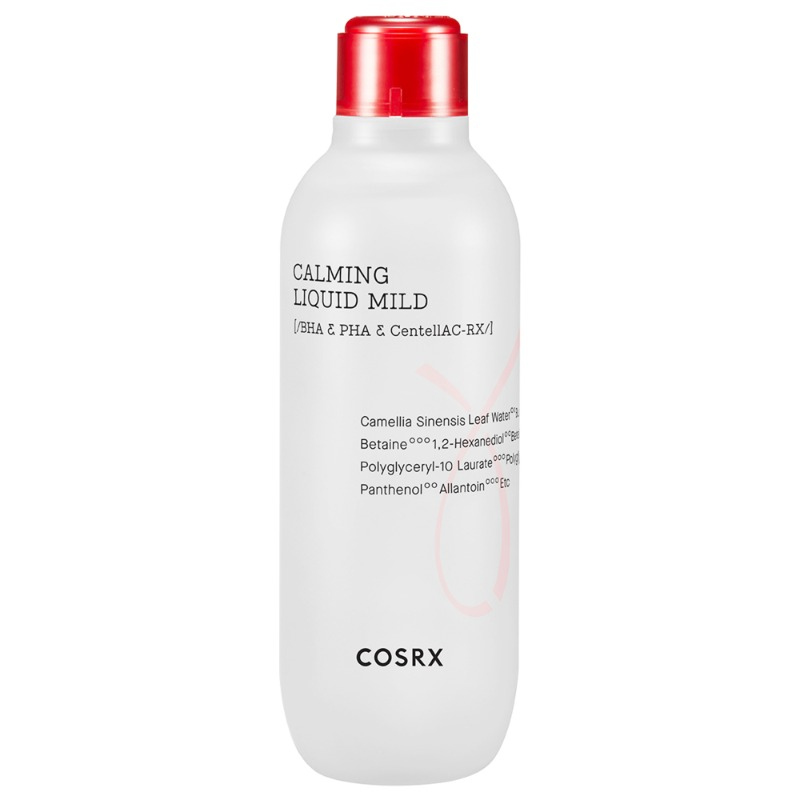 CALMING
LIQUID MILD
[/BHA & PHA & CentellAC-RX/]
Camellia Sinensis Leaf Water
Betaine°°°1,2-Hexanediol
Polyglyceryl-10 Laurate
Panthenol°°Allantoin°°°Etc
COSRX